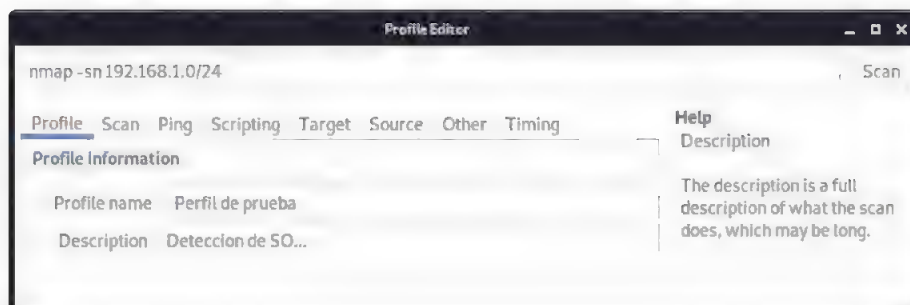 Profile Editor
nmap -sn 192.168.1.0/24
Scan
Profile Scan Ping Scripting Target Source Other Timing
Profile Information
Profile name Perfil de prueba
Description Deteccion de SO...
Help
Description
The description is a full
description of what the scan
does, which may be long.